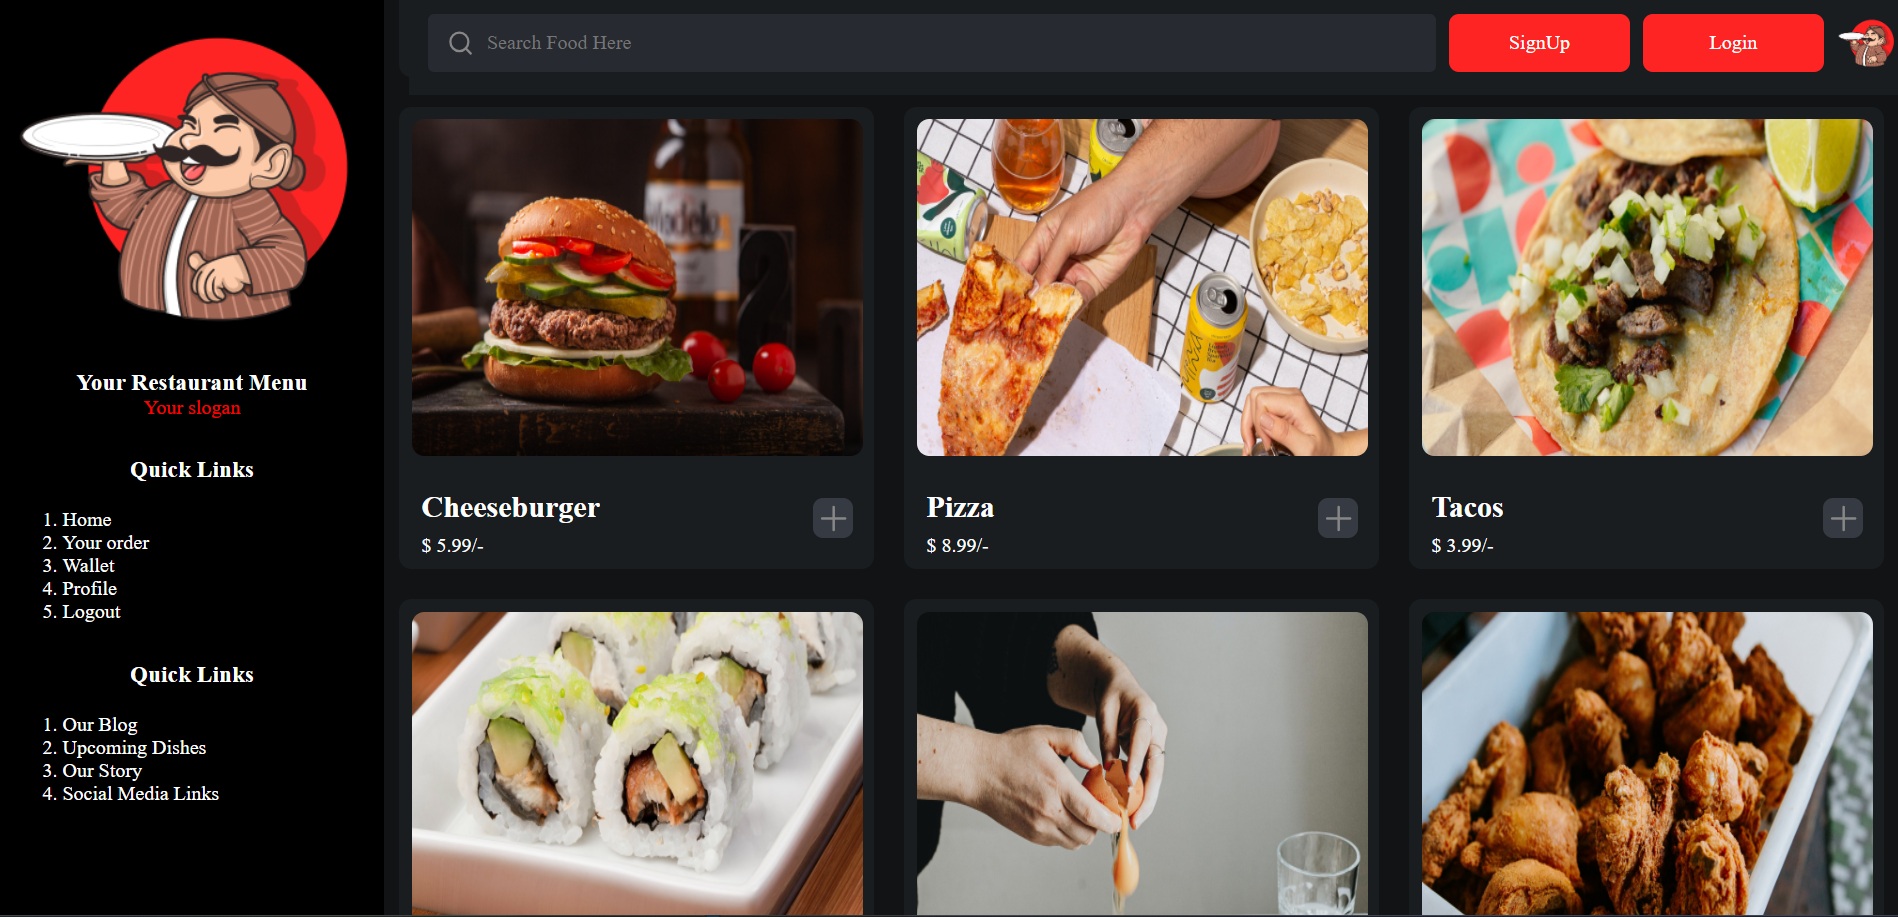 Search Food Here
SignUp
Login
Your Restaurant Menu
Your slogan
Quick Links
1. Home
2. Your order
3. Wallet
4. Profile
5. Logout
Quick Links
1. Our Blog
2. Upcoming Dishes
3. Our Story
4. Social Media Links
Cheeseburger
$ 5.99/-
Pizza
$ 8.99/-
Tacos
$ 3.99/-